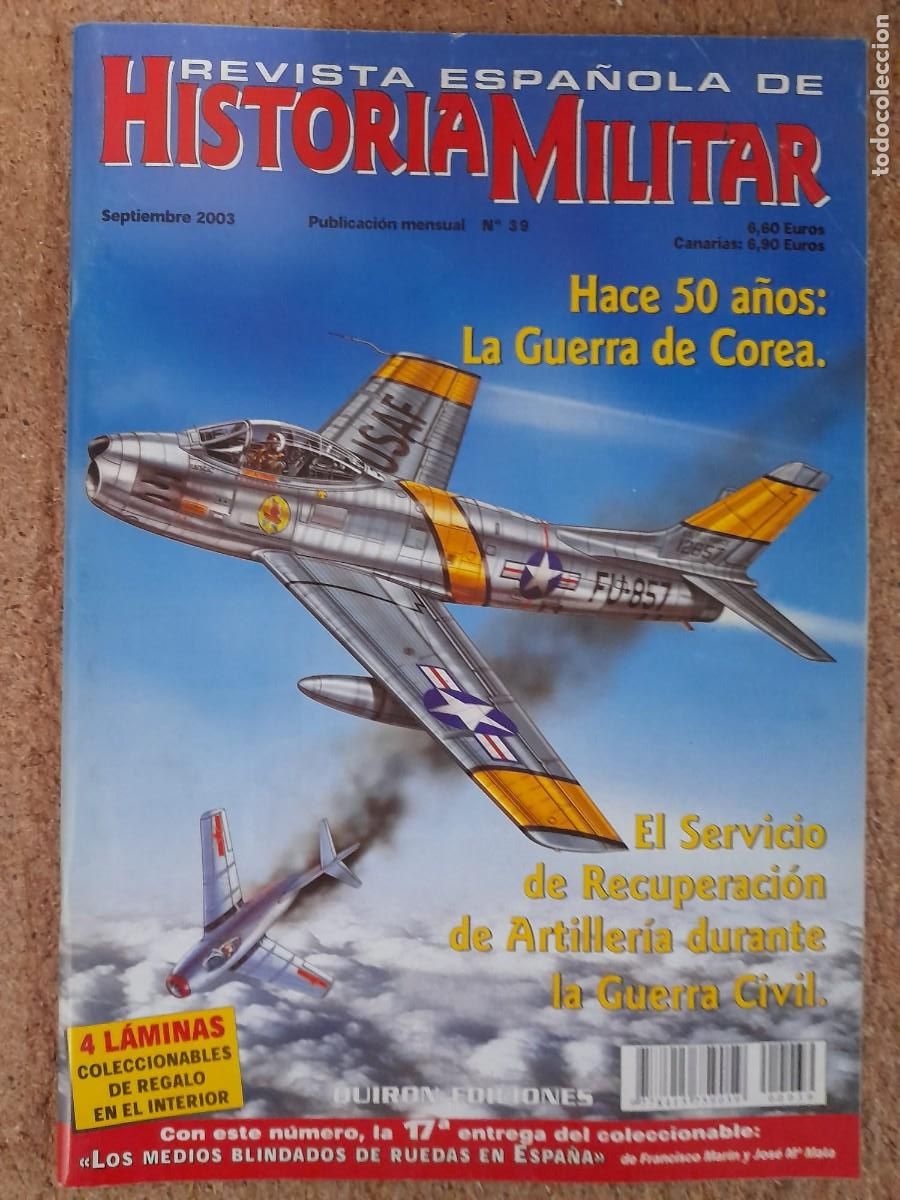 REVISTA ESPAÑOLA DE
HISTORIA MILITAR
Septiembre 2003
Publicación mensual Nº 39
6,60 Euros
Canarias: 6,90 Euros
Hace 50 años:
La Guerra de Corea.
USAF
12857
FU-857
El Servicio
de Recuperación
de Artillería durante
la Guerra Civil.
4 LÁMINAS
COLECCIONABLES
DE REGALO
EN EL INTERIOR
QUIRON EDICIONES
Con este número, la 17ª entrega del coleccionable:
«LOS MEDIOS BLINDADOS DE RUEDAS EN ESPAÑA» de Francisco Marín y José Mª Mata
todocoleccion